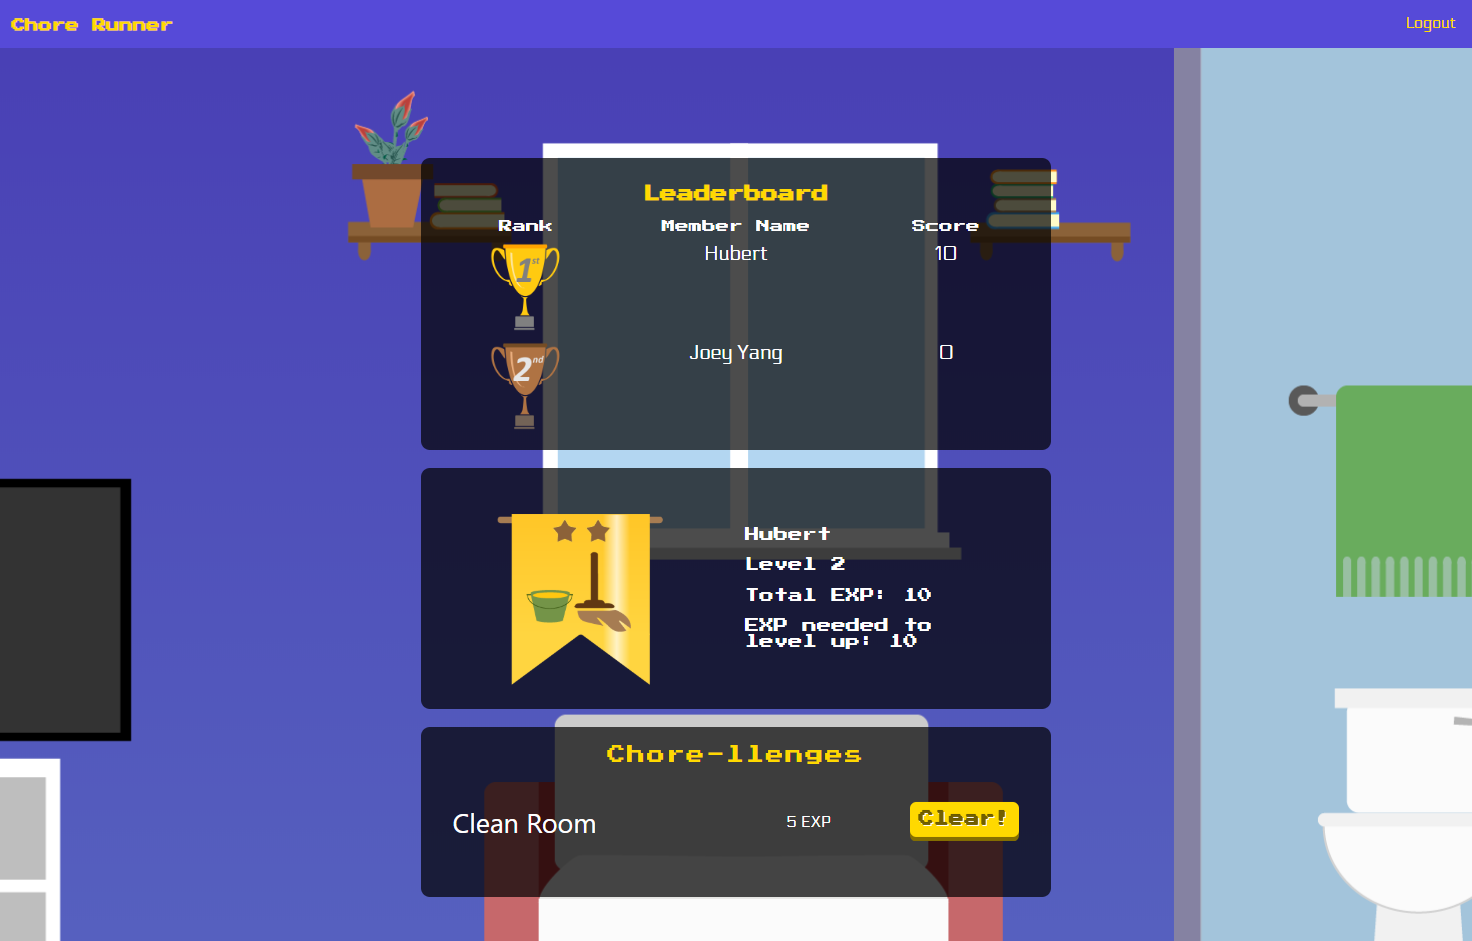 Chore Runner
Logout
Leaderboard
Rank Member Name Score
1st Hubert 10
2nd Joey Yang 0
Hubert
Level 2
Total EXP: 10
EXP needed to
level up: 10
Chore-llenges
Clean Room 5 EXP Clear!